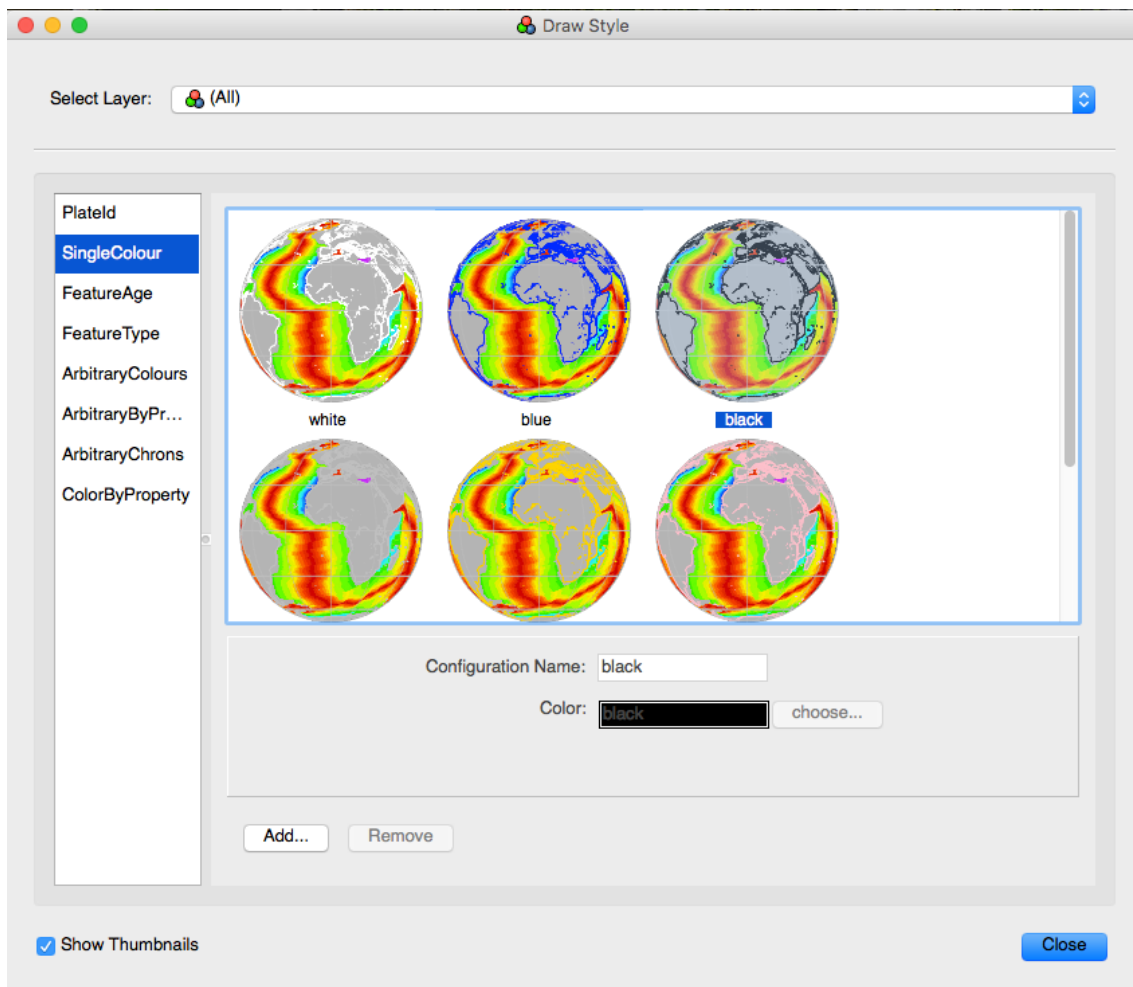 Draw Style
Select Layer: (All)
PlateId
SingleColour
FeatureAge
FeatureType
ArbitraryColours
ArbitraryByPr...
ArbitraryChrons
ColorByProperty
white blue black
Configuration Name: black
Color: black choose...
Add... Remove
Show Thumbnails
Close